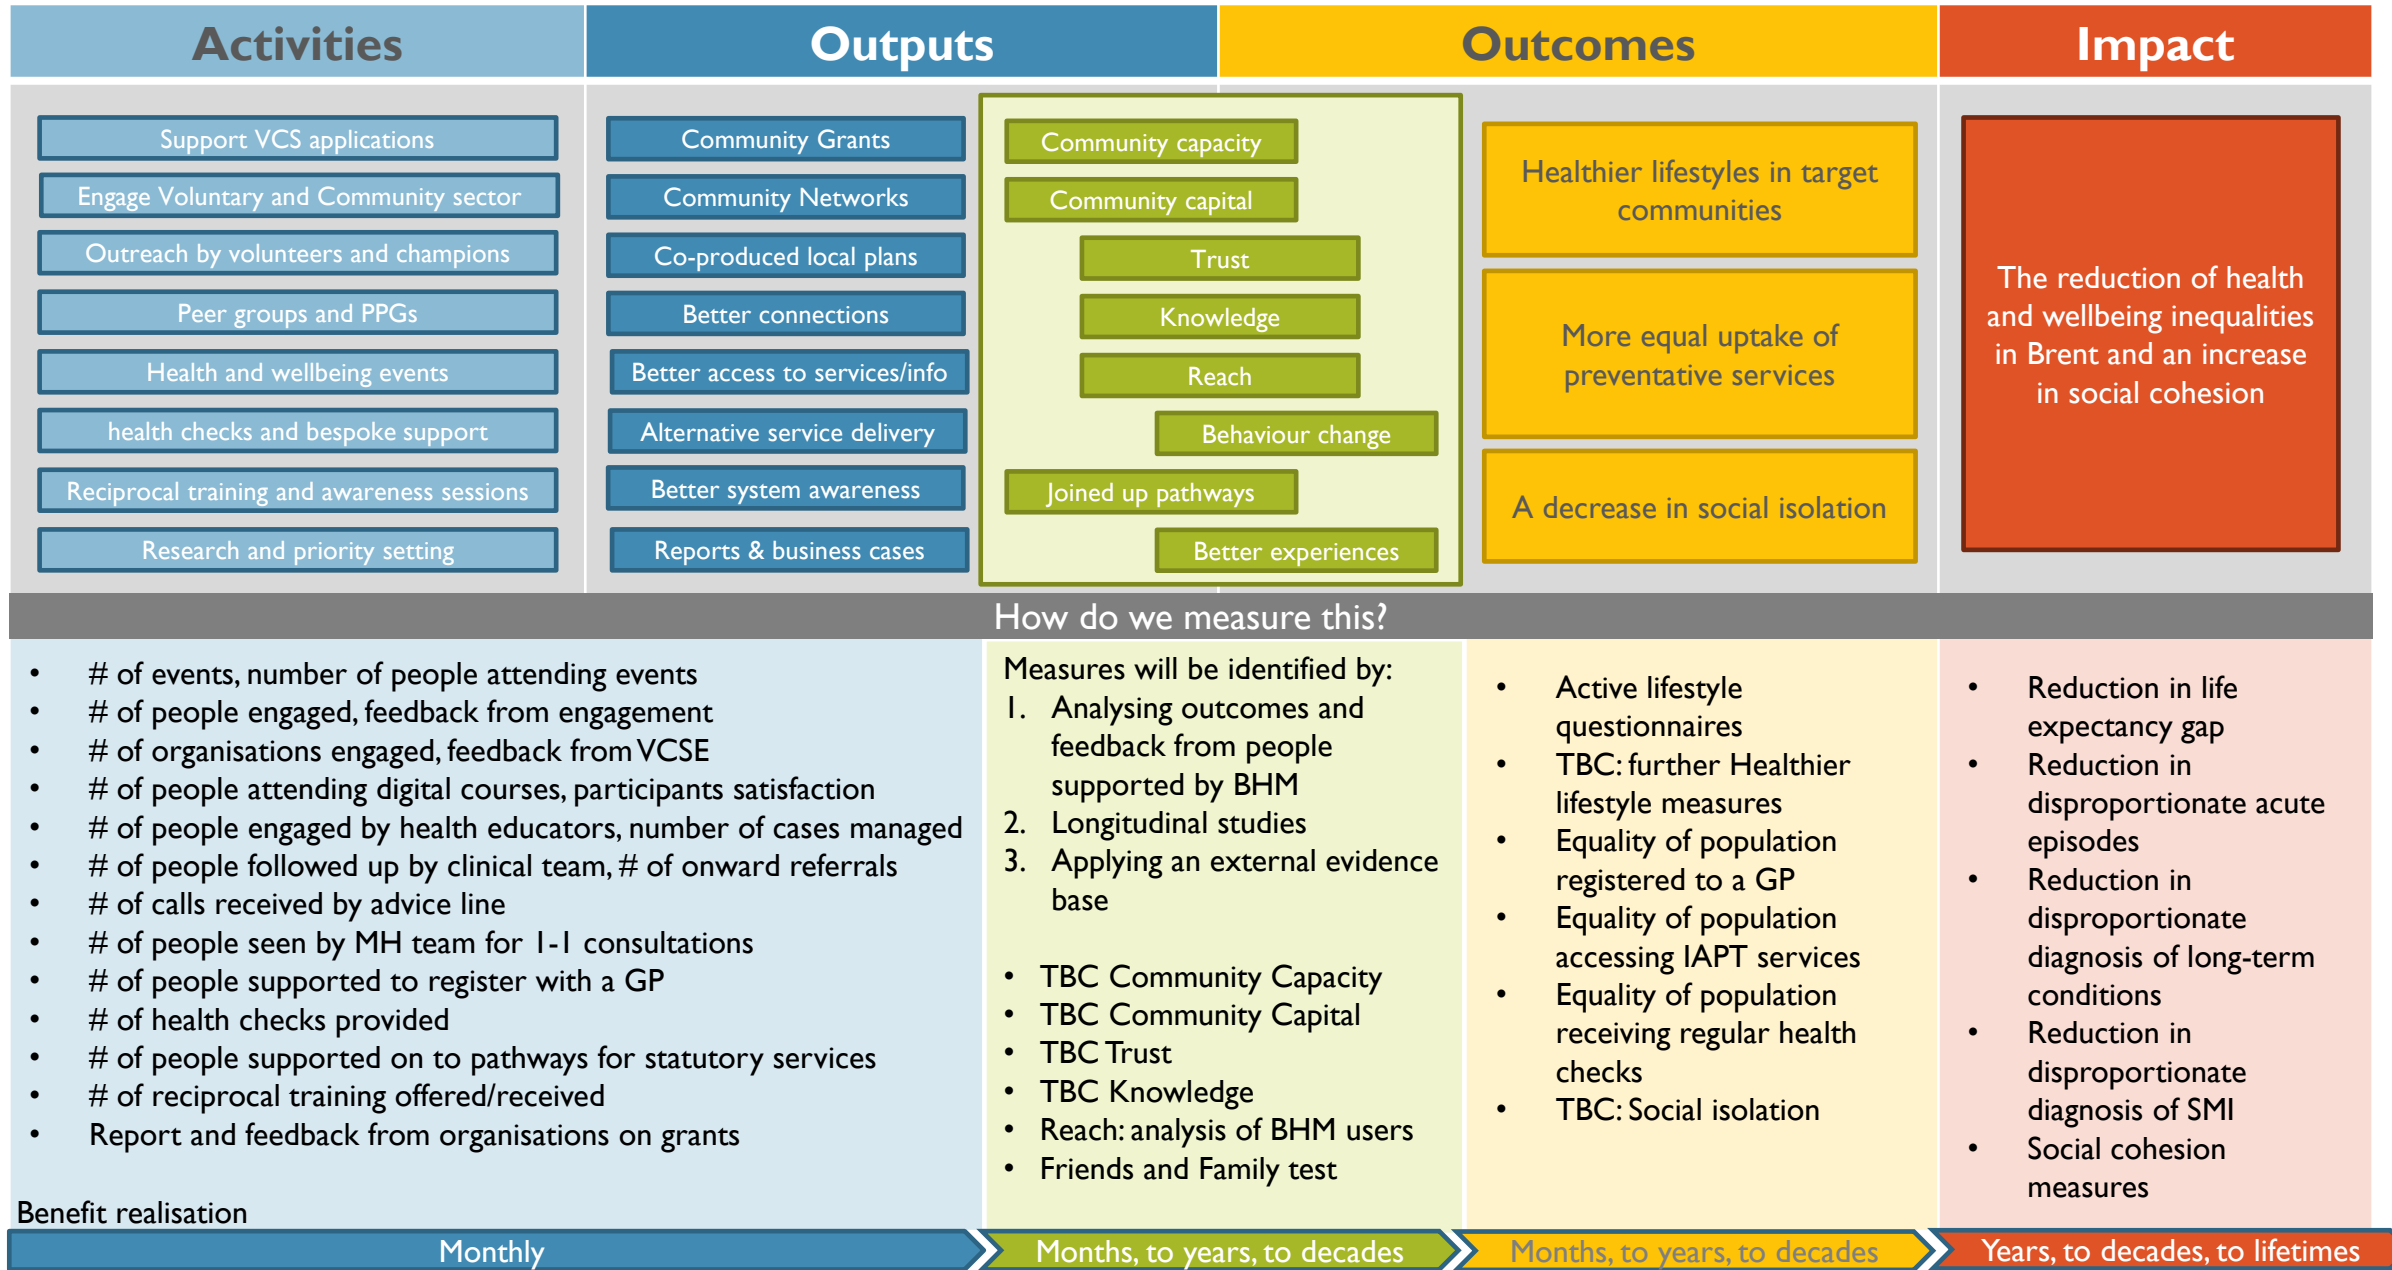 Activities
Outputs
Outcomes
Impact
Support VCS applications
Engage Voluntary and Community sector
Outreach by volunteers and champions
Peer groups and PPGs
Health and wellbeing events
health checks and bespoke support
Reciprocal training and awareness sessions
Research and priority setting
Community Grants
Community Networks
Co-produced local plans
Better connections
Better access to services/info
Alternative service delivery
Better system awareness
Reports & business cases
Community capacity
Community capital
Trust
Knowledge
Reach
Behaviour change
Joined up pathways
Better experiences
Healthier lifestyles in target
communities
More equal uptake of
preventative services
A decrease in social isolation
The reduction of health
and wellbeing inequalities
in Brent and an increase
in social cohesion
How do we measure this?
• # of events, number of people attending events
• # of people engaged, feedback from engagement
• # of organisations engaged, feedback from VCSE
• # of people attending digital courses, participants satisfaction
• # of people engaged by health educators, number of cases managed
• # of people followed up by clinical team, # of onward referrals
• # of calls received by advice line
• # of people seen by MH team for 1-1 consultations
• # of people supported to register with a GP
• # of health checks provided
• # of people supported on to pathways for statutory services
• # of reciprocal training offered/received
• Report and feedback from organisations on grants
Benefit realisation
Measures will be identified by:
1. Analysing outcomes and
feedback from people
supported by BHM
2. Longitudinal studies
3. Applying an external evidence
base
• TBC Community Capacity
• TBC Community Capital
• TBC Trust
• TBC Knowledge
• Reach: analysis of BHM users
• Friends and Family test
• Active lifestyle
questionnaires
• TBC: further Healthier
lifestyle measures
• Equality of population
registered to a GP
• Equality of population
accessing IAPT services
• Equality of population
receiving regular health
checks
• TBC: Social isolation
• Reduction in life
expectancy gap
• Reduction in
disproportionate acute
episodes
• Reduction in
disproportionate
diagnosis of long-term
conditions
• Reduction in
disproportionate
diagnosis of SMI
• Social cohesion
measures
Monthly
Months, to years, to decades
Months, to years, to decades
Years, to decades, to lifetimes